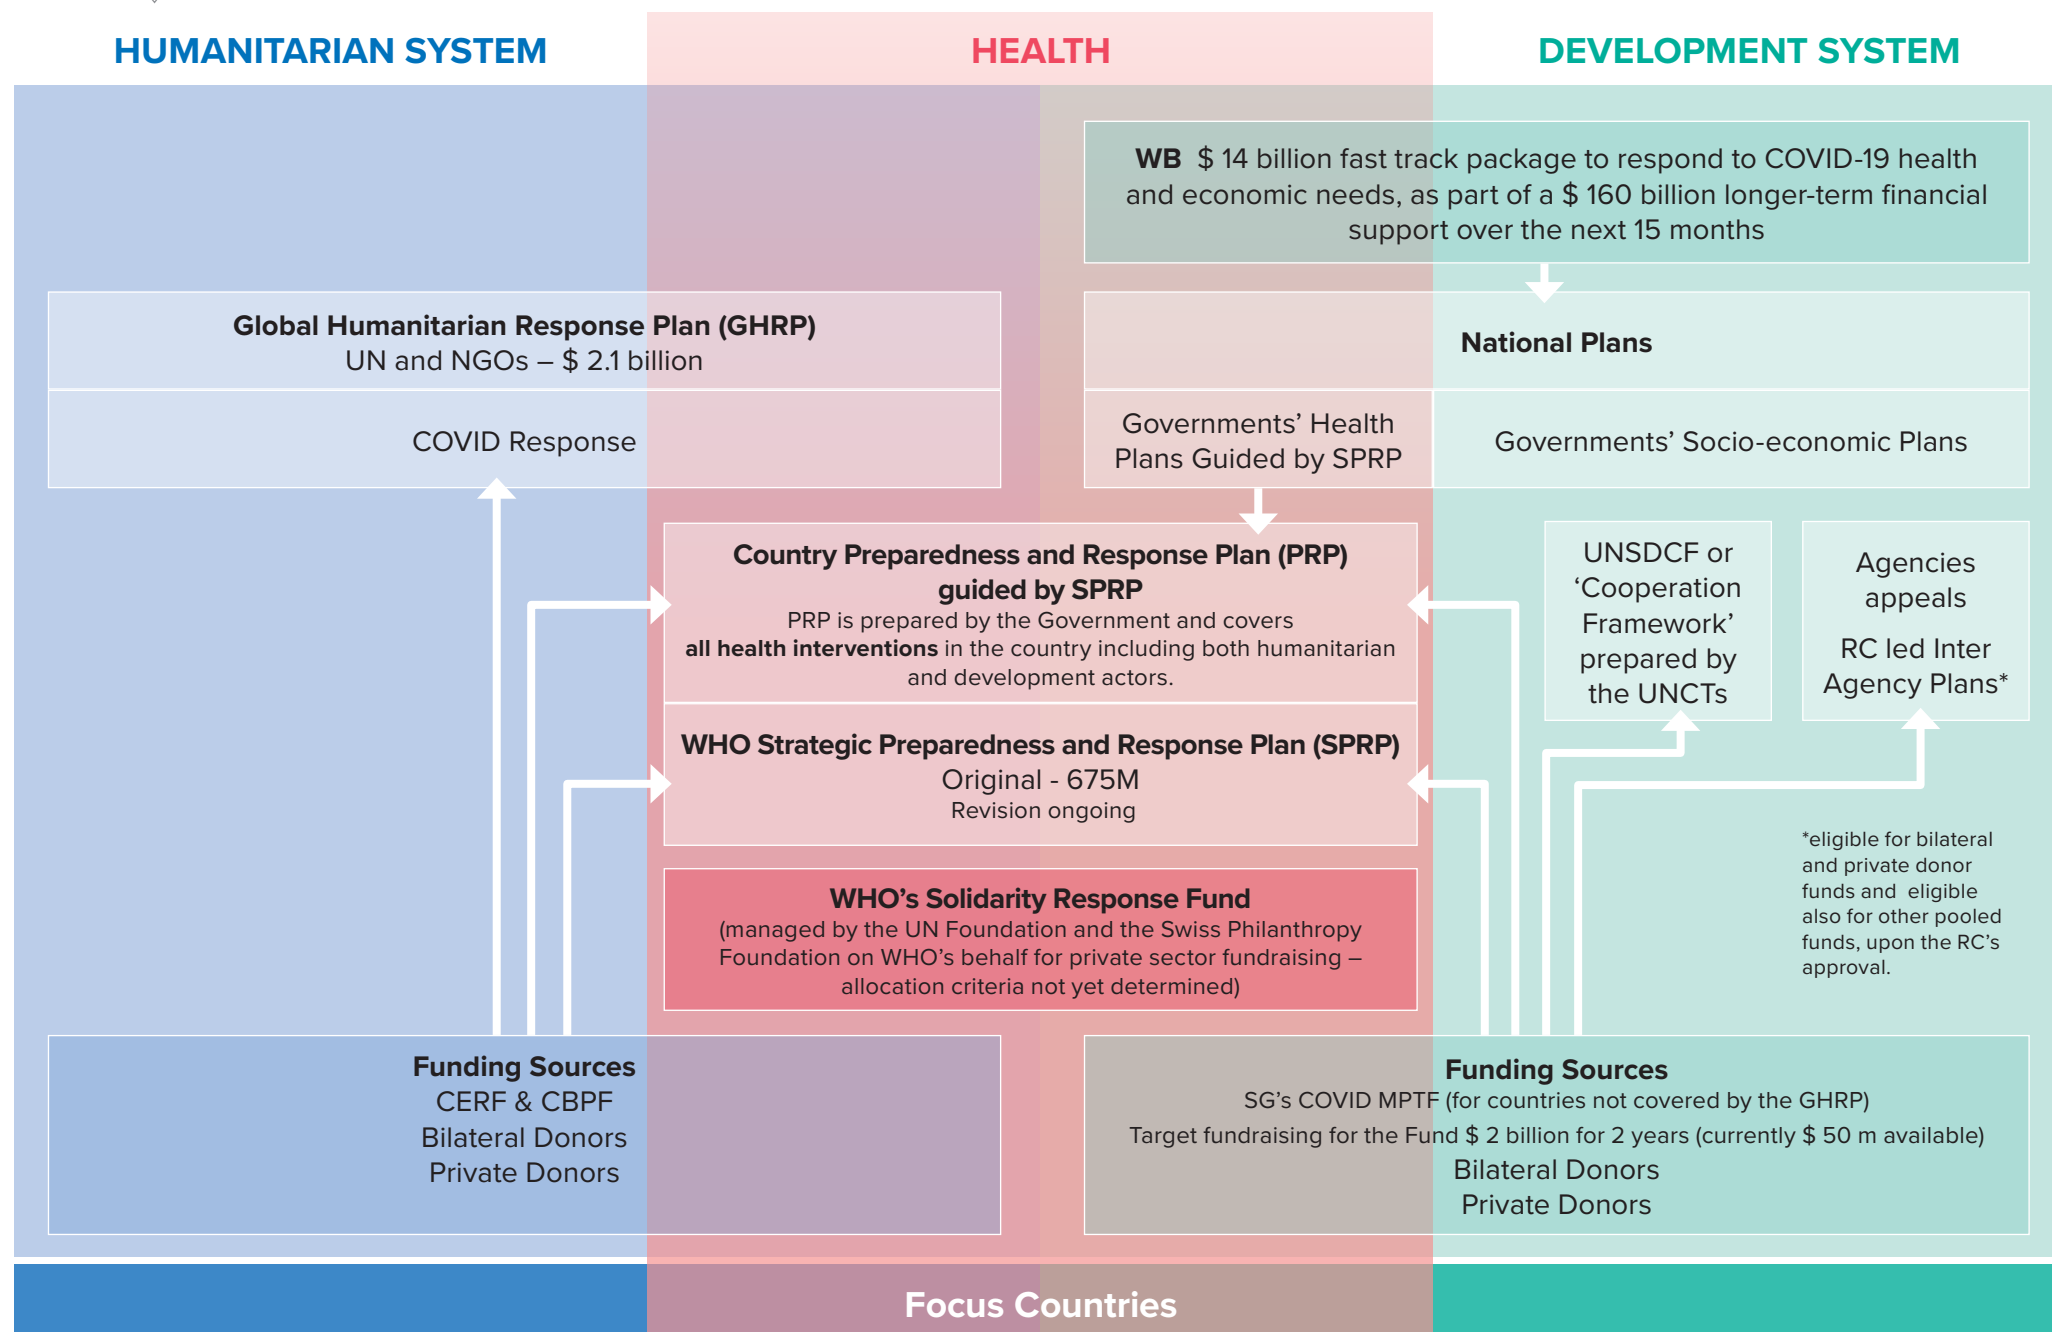 HUMANITARIAN SYSTEM
HEALTH
DEVELOPMENT SYSTEM
WB $ 14 billion fast track package to respond to COVID-19 health
and economic needs, as part of a $ 160 billion longer-term financial
support over the next 15 months
Global Humanitarian Response Plan (GHRP)
UN and NGOs – $ 2.1 billion
COVID Response
National Plans
Governments’ Health
Plans Guided by SPRP
Governments’ Socio-economic Plans
Country Preparedness and Response Plan (PRP)
guided by SPRP
PRP is prepared by the Government and covers
all health interventions in the country including both humanitarian
and development actors.
WHO Strategic Preparedness and Response Plan (SPRP)
Original - 675M
Revision ongoing
UNSDCF or
‘Cooperation
Framework’
prepared by
the UNCTs
Agencies
appeals
RC led Inter
Agency Plans*
*eligible for bilateral
and private donor
funds and eligible
also for other pooled
funds, upon the RC’s
approval.
WHO’s Solidarity Response Fund
(managed by the UN Foundation and the Swiss Philanthropy
Foundation on WHO’s behalf for private sector fundraising –
allocation criteria not yet determined)
Funding Sources
CERF & CBPF
Bilateral Donors
Private Donors
Funding Sources
SG’s COVID MPTF (for countries not covered by the GHRP)
Target fundraising for the Fund $ 2 billion for 2 years (currently $ 50 m available)
Bilateral Donors
Private Donors
Focus Countries